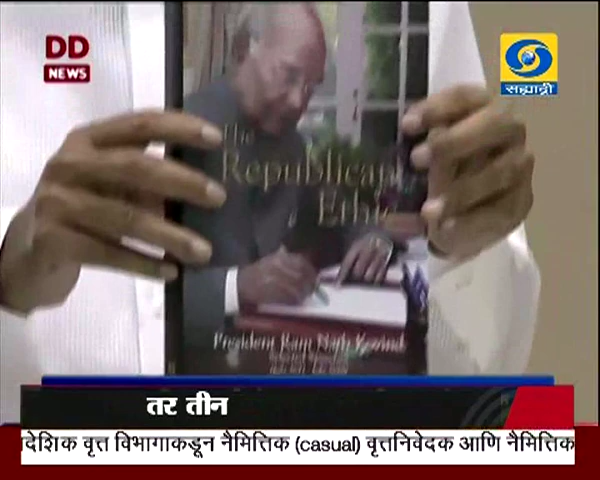 DD
NEWS
सह्याद्री
The
Republican
Ethic
President Ram Nath Kovind
तर तीन
देशिक वृत्त विभागाकडून नैमित्तिक (casual) वृत्तनिवेदक आणि नैमित्तिक